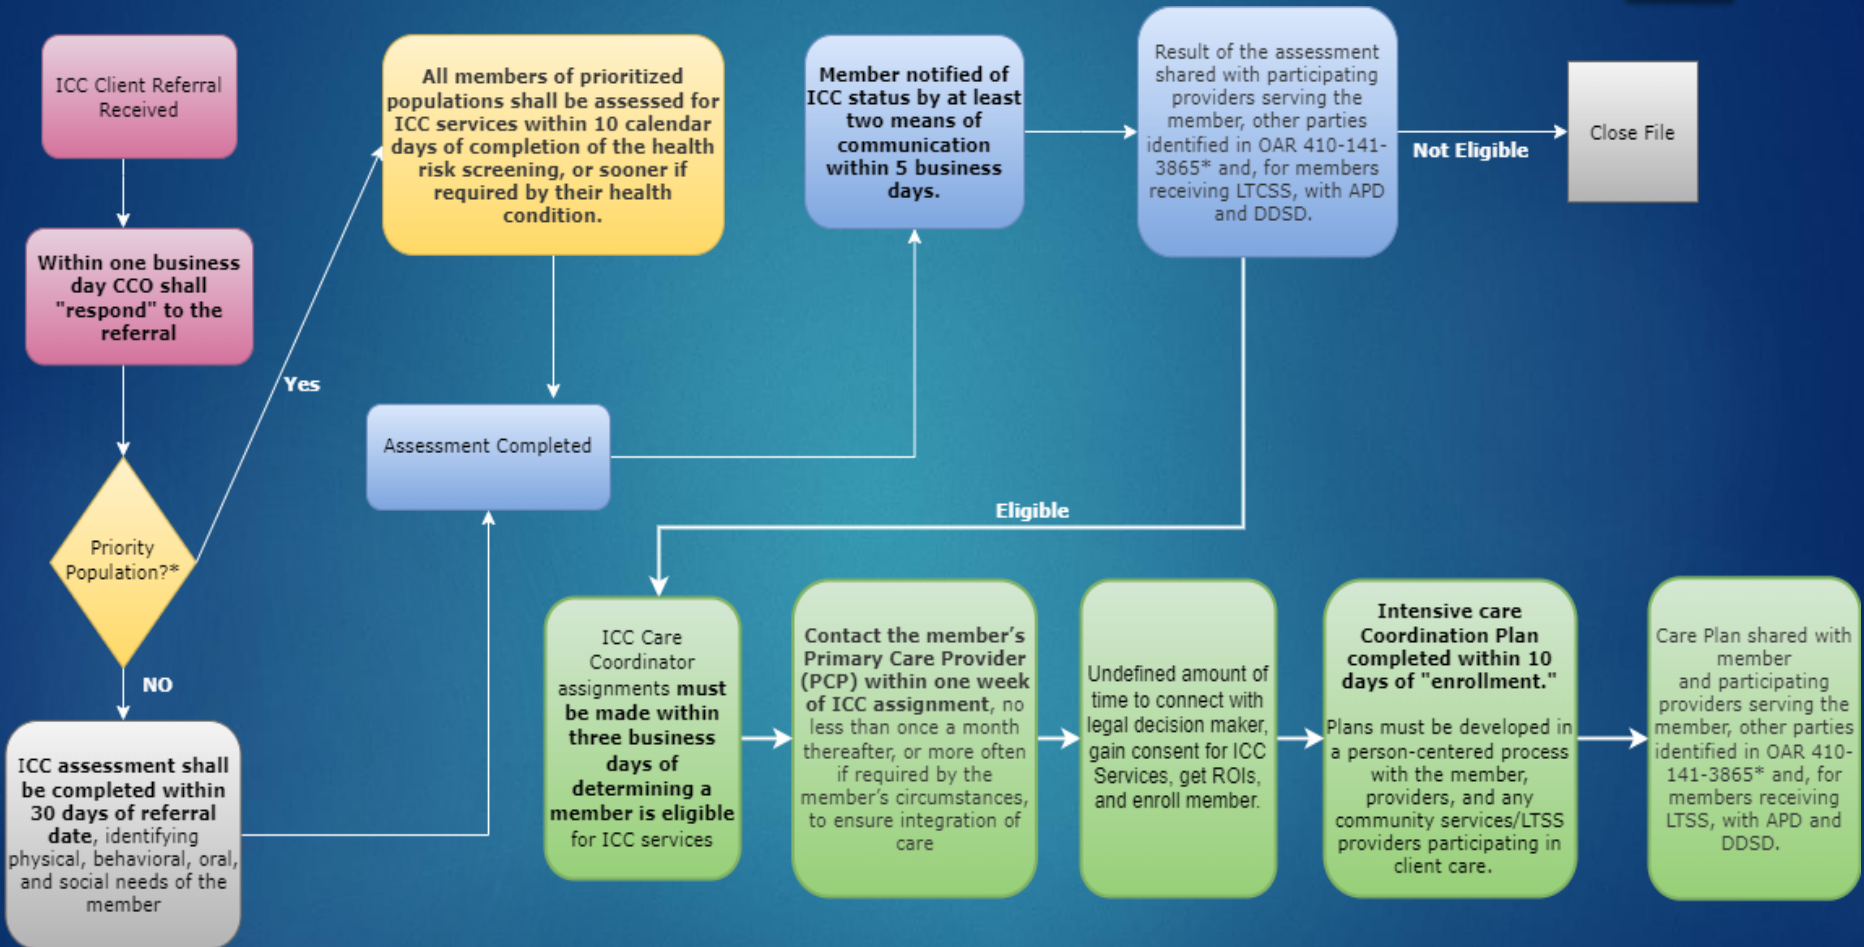 ICC Client Referral
Received
Within one business
day CCO shall
"respond" to the
referral
Priority
Population?*
Yes
NO
ICC assessment shall
be completed within
30 days of referral
date, identifying
physical, behavioral, oral,
and social needs of the
member
All members of prioritized
populations shall be assessed for
ICC services within 10 calendar
days of completion of the health
risk screening, or sooner if
required by their health
condition.
Assessment Completed
Member notified of
ICC status by at least
two means of
communication
within 5 business
days.
Result of the assessment
shared with participating
providers serving the
member, other parties
identified in OAR 410-141-
3865* and, for members
receiving LTCSS, with APD
and DDSD.
Not Eligible
Close File
Eligible
ICC Care
Coordinator
assignments must
be made within
three business
days of
determining a
member is eligible
for ICC services
Contact the member’s
Primary Care Provider
(PCP) within one week
of ICC assignment, no
less than once a month
thereafter, or more often
if required by the
member’s circumstances,
to ensure integration of
care
Undefined amount of
time to connect with
legal decision maker,
gain consent for ICC
Services, get ROIs,
and enroll member.
Intensive care
Coordination Plan
completed within 10
days of "enrollment."
Plans must be developed in
a person-centered process
with the member,
providers, and any
community services/LTSS
providers participating in
client care.
Care Plan shared with
member
and participating
providers serving the
member, other parties
identified in OAR 410-
141-3865* and, for
members receiving
LTSS, with APD and
DDSD.